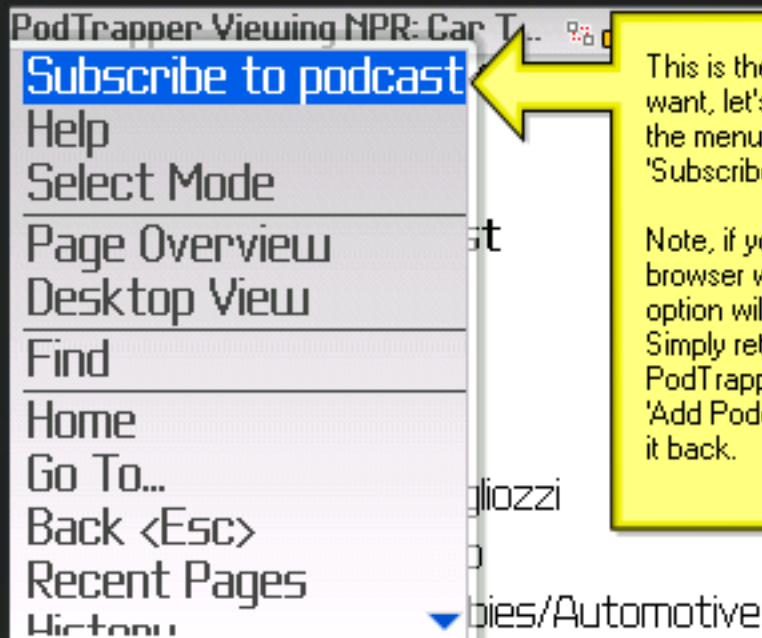 PodTrapper Viewing NPR: Car T...
Subscribe to podcast
Help
Select Mode
Page Overview
Desktop View
Find
Home
Go To...
Back <Esc>
Recent Pages
History
st
gliozzi
bies/Automotive
This is the
want, let's
the menu
'Subscribe
Note, if yo
browser w
option wil
Simply ret
PodTrapp
'Add Pod
it back.